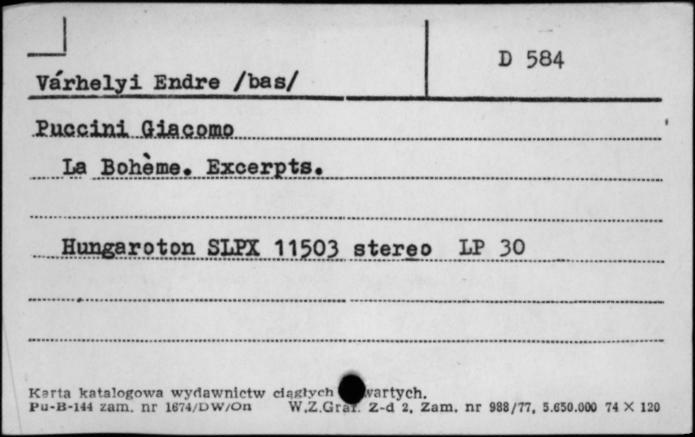 D 584
Várhelyi Endre /bas/
Puccini Giacomo
La Bohème. Excerpts.
Hungaroton SLPX 11503 stereo LP 30
Karta katalogowa wydawnictw ciągłych wartych.
Pu-B-144 zam. nr 1674/DW/On W.Z.Graf. Z-d 2, Zam. nr 988/77, 5.650.000 74 × 120